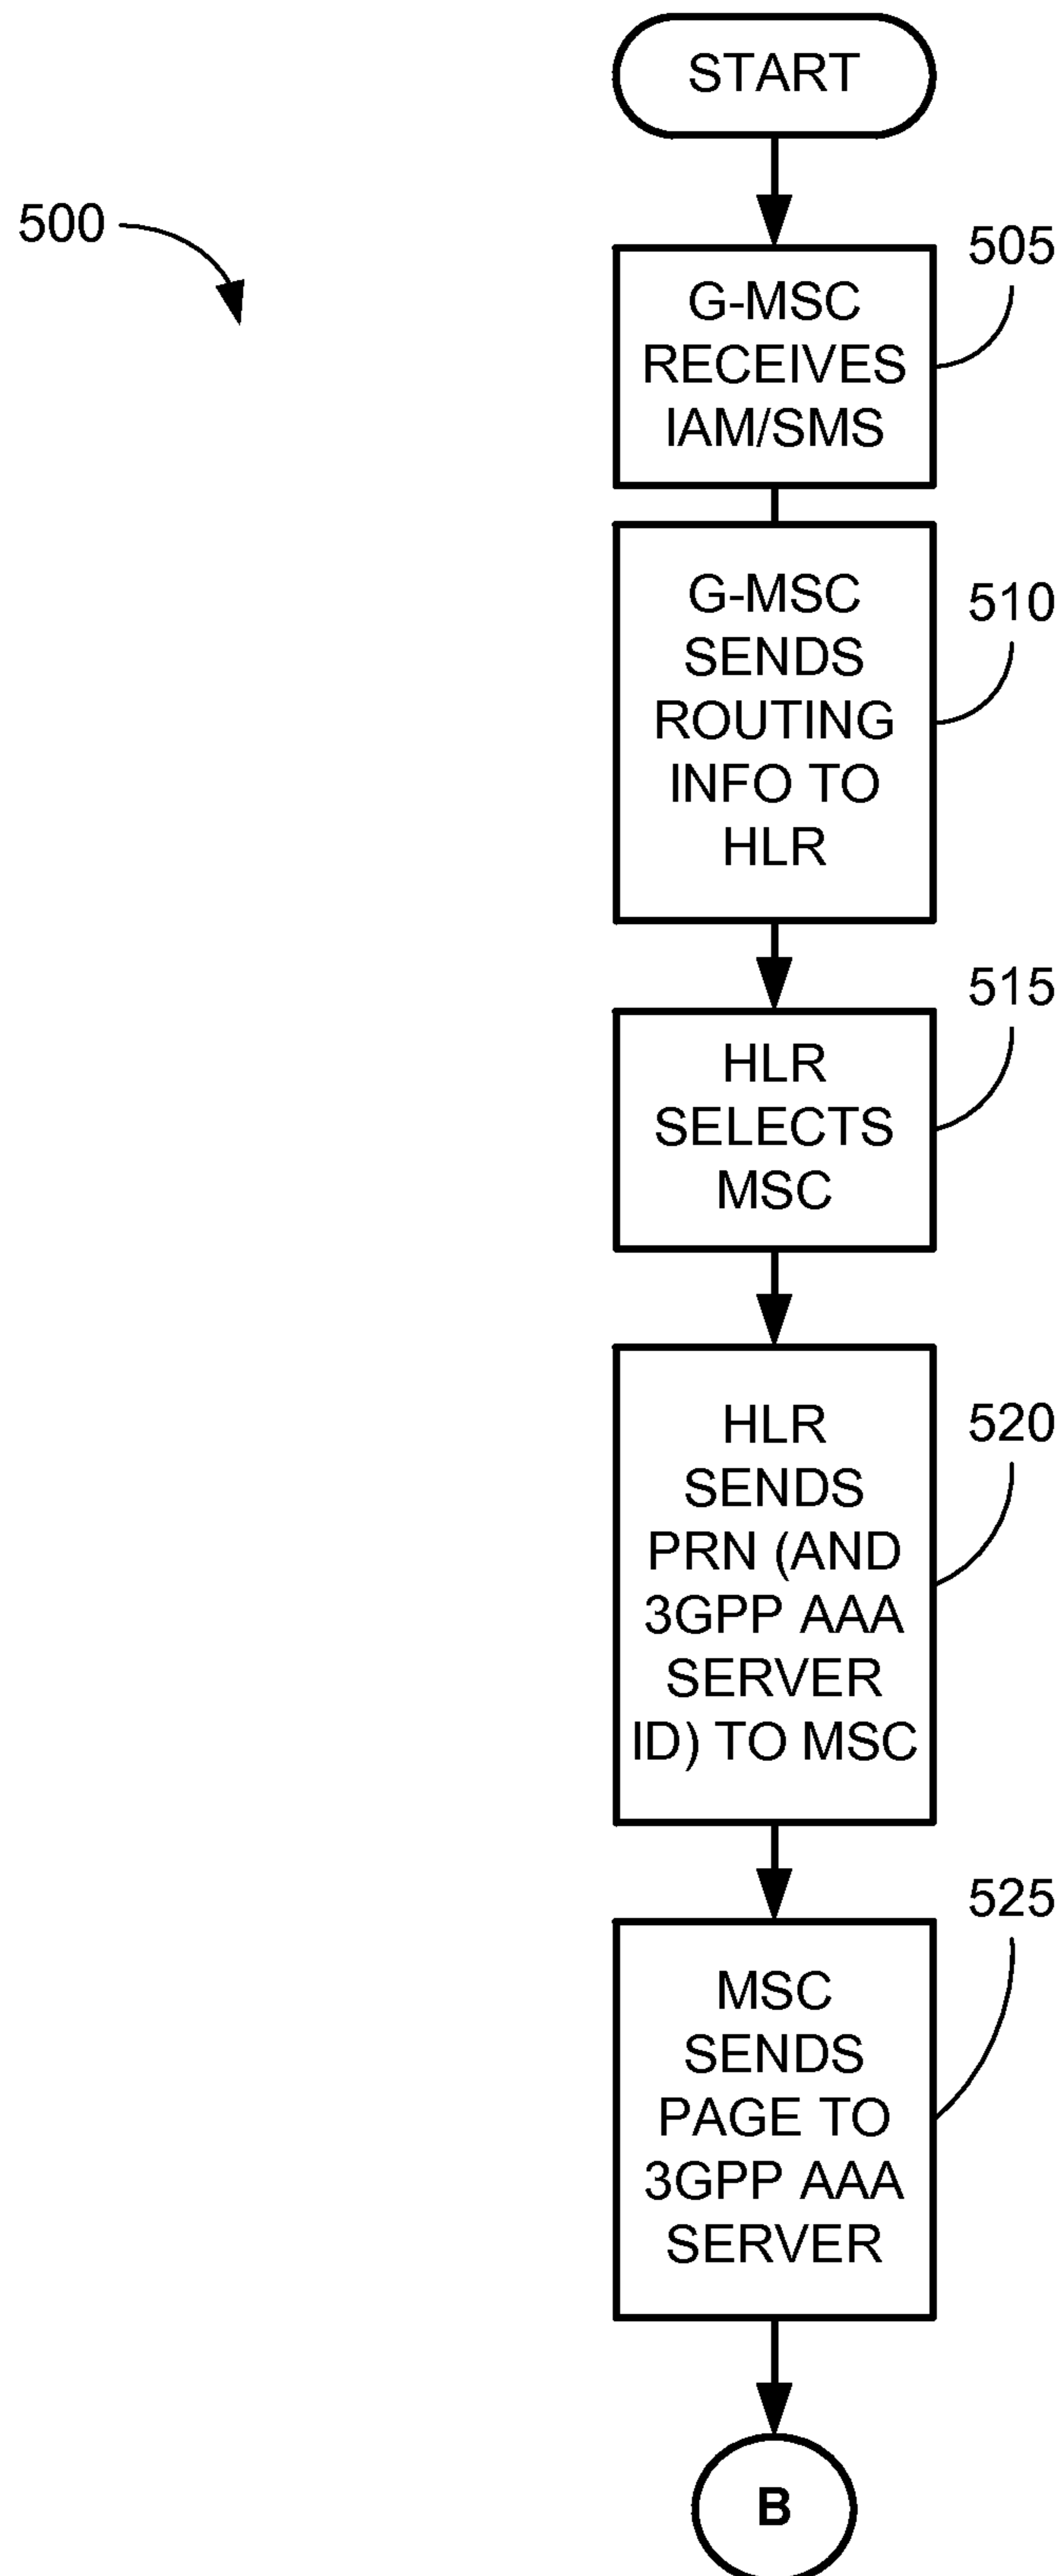 START
500
505
G-MSC
RECEIVES
IAM/SMS
510
G-MSC
SENDS
ROUTING
INFO TO
HLR
515
HLR
SELECTS
MSC
520
HLR
SENDS
PRN (AND
3GPP AAA
SERVER
ID) TO MSC
525
MSC
SENDS
PAGE TO
3GPP AAA
SERVER
B